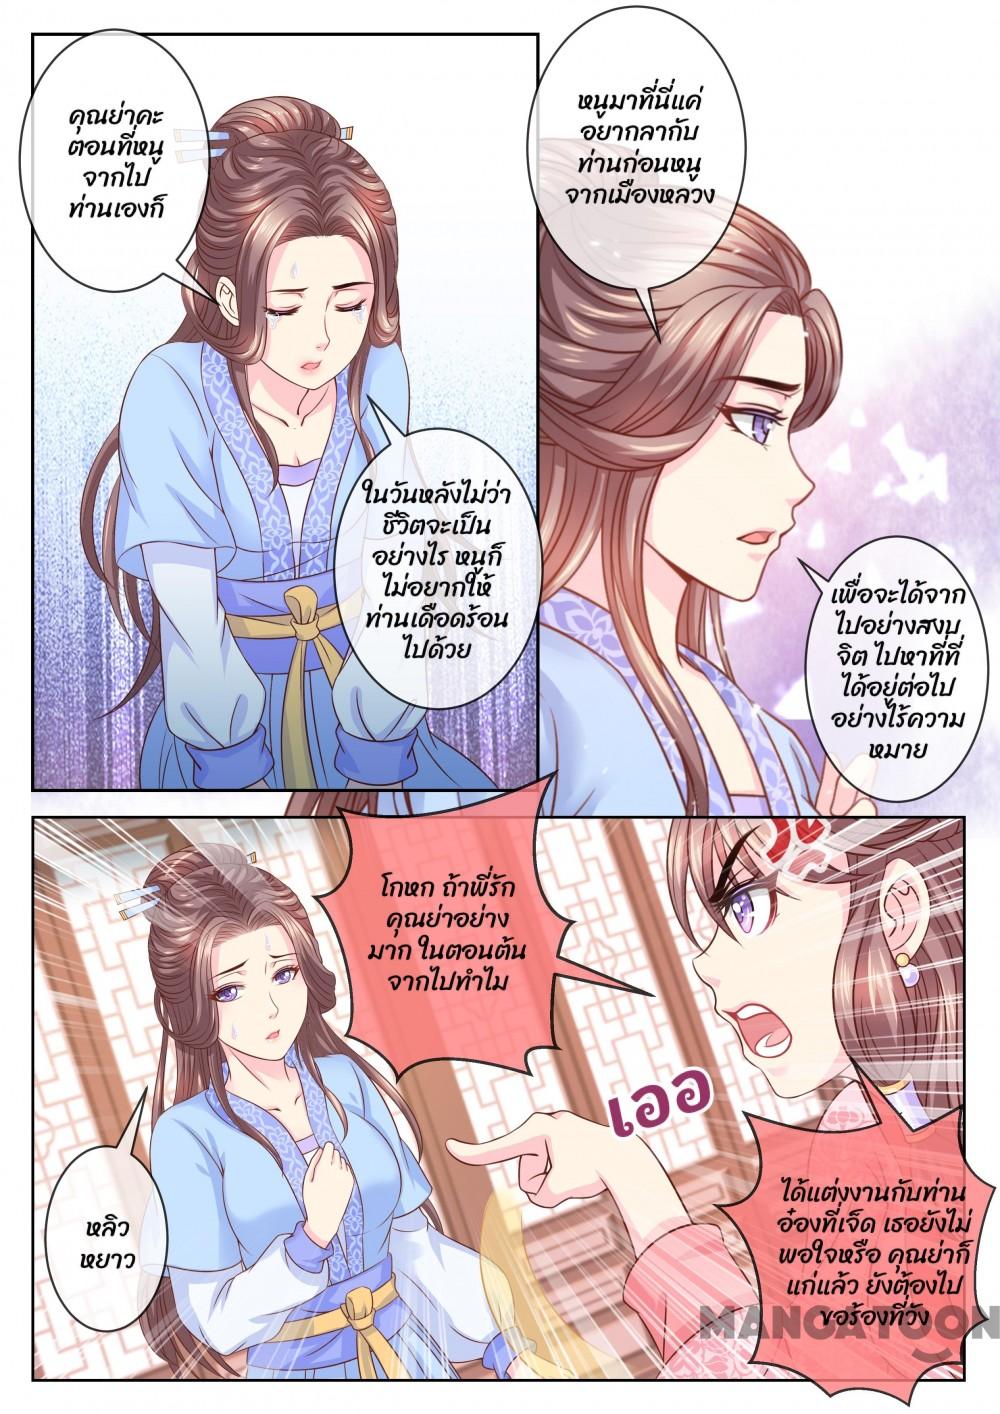 คุณย่าคะ
ตอนที่หนู
จากไป
ท่านเองก็
ในวันหลังไม่ว่า
ชีวิตจะเป็น
อย่างไร หนูก็
ไม่อยากให้
ท่านเดือดร้อน
ไปด้วย
หนูมาที่นี่แค่
อยากลากับ
ท่านก่อนหนู
จากเมืองหลวง
เพื่อจะได้จาก
ไปอย่างสงบ
จิต ไปหาที่ที่
ได้อยู่ต่อไป
อย่างไร้ความ
หมาย
โกหก ถ้าพี่รัก
คุณย่าอย่าง
มาก ในตอนต้น
จากไปทำไม
เออ
หลิว
หยาว
ได้แต่งงานกับท่าน
อ๋องที่เจ็ด เธอยังไม่
พอใจหรือ คุณย่าก็
แก่แล้ว ยังต้องไป
ขอร้องที่วัง
MANGATOON